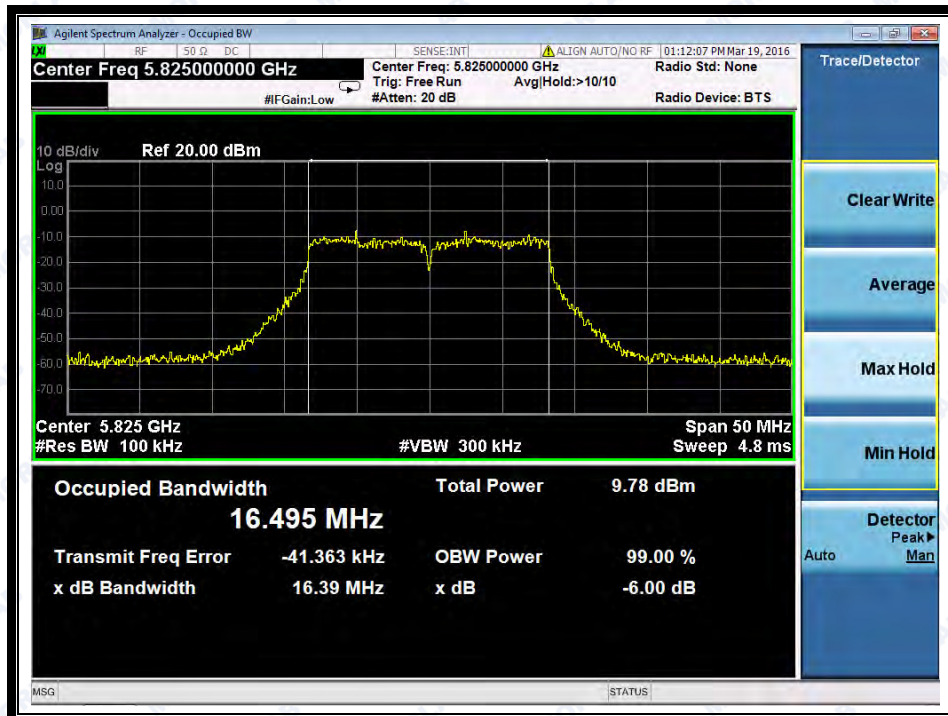 Agilent Spectrum Analyzer - Occupied BW
LXI RF 50 Ω DC SENSE:INT ALIGN AUTO/NO RF 01:12:07 PM Mar 19, 2016
Center Freq 5.825000000 GHz
Center Freq: 5.825000000 GHz Radio Std: None
Trig: Free Run Avg|Hold:>10/10
#IFGain:Low #Atten: 20 dB Radio Device: BTS
Trace/Detector
10 dB/div Ref 20.00 dBm
Log
10.0
0.00
-10.0
-20.0
-30.0
-40.0
-50.0
-60.0
-70.0
Center 5.825 GHz Span 50 MHz
#Res BW 100 kHz #VBW 300 kHz Sweep 4.8 ms
Occupied Bandwidth Total Power 9.78 dBm
16.495 MHz
Transmit Freq Error -41.363 kHz OBW Power 99.00 %
x dB Bandwidth 16.39 MHz x dB -6.00 dB
Clear Write
Average
Max Hold
Min Hold
Detector
Peak▶
Auto Man
MSG STATUS